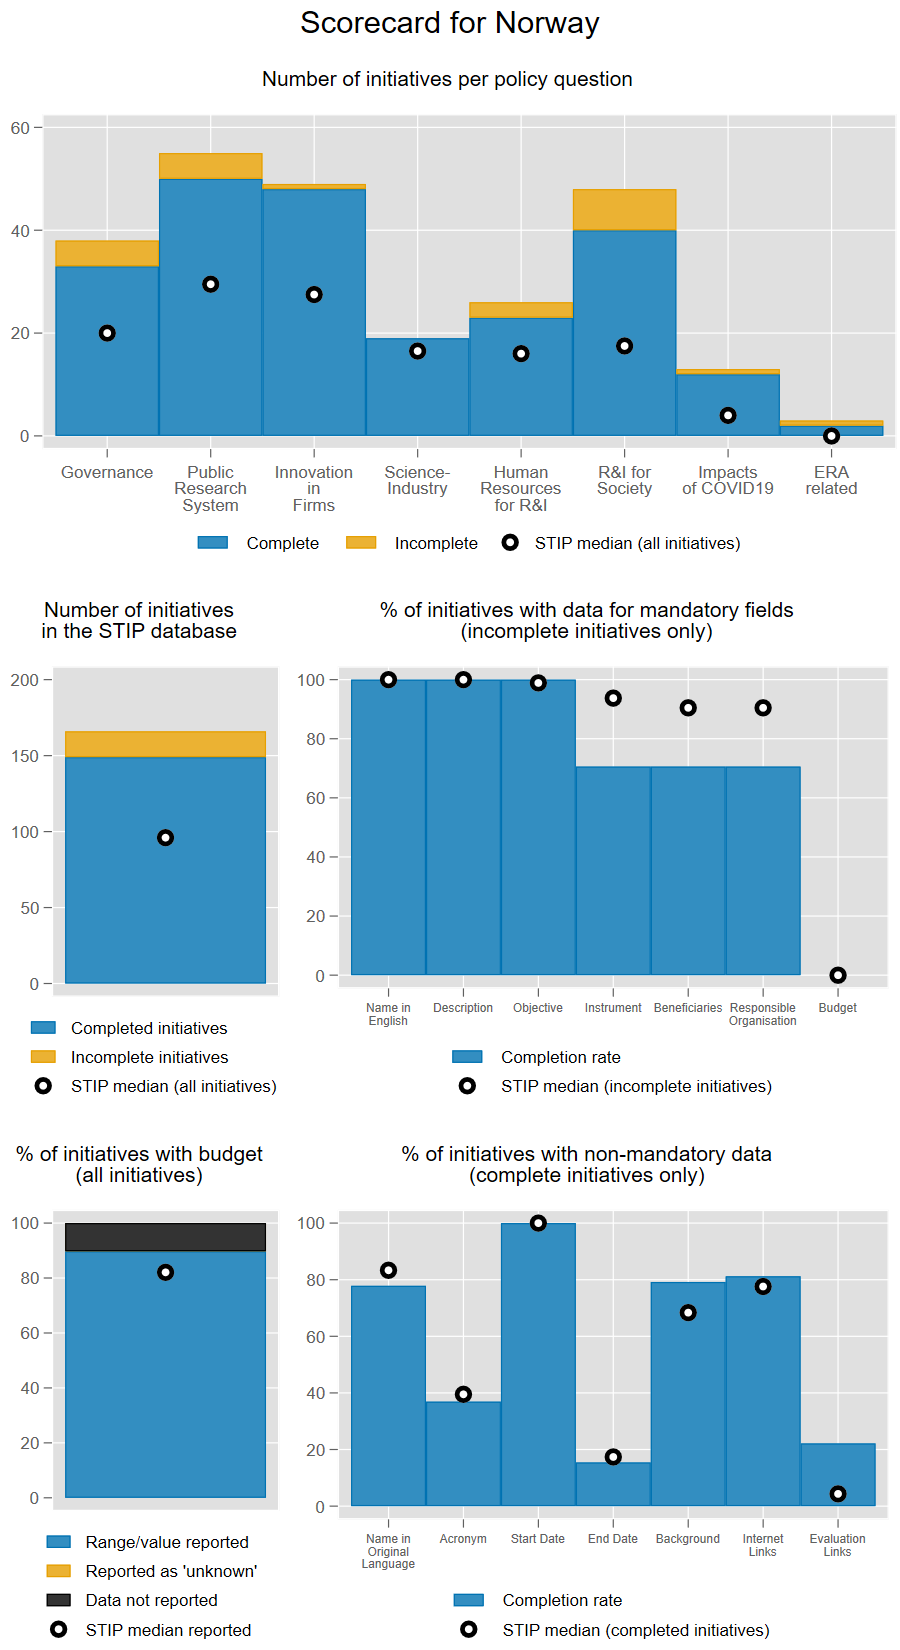 Scorecard for Norway
Number of initiatives per policy question
60
40
20
0
Governance
Public
Research
System
Innovation
in
Firms
Science-
Industry
Human
Resources
for R&I
R&I for
Society
Impacts
of COVID19
ERA
related
Complete
Incomplete
STIP median (all initiatives)
Number of initiatives
in the STIP database
200
150
100
50
0
Completed initiatives
Incomplete initiatives
STIP median (all initiatives)
% of initiatives with data for mandatory fields
(incomplete initiatives only)
100
80
60
40
20
0
Name in
English
Description
Objective
Instrument
Beneficiaries
Responsible
Organisation
Budget
Completion rate
STIP median (incomplete initiatives)
% of initiatives with budget
(all initiatives)
100
80
60
40
20
0
Range/value reported
Reported as 'unknown'
Data not reported
STIP median reported
% of initiatives with non-mandatory data
(complete initiatives only)
100
80
60
40
20
0
Name in
Original
Language
Acronym
Start Date
End Date
Background
Internet
Links
Evaluation
Links
Completion rate
STIP median (completed initiatives)